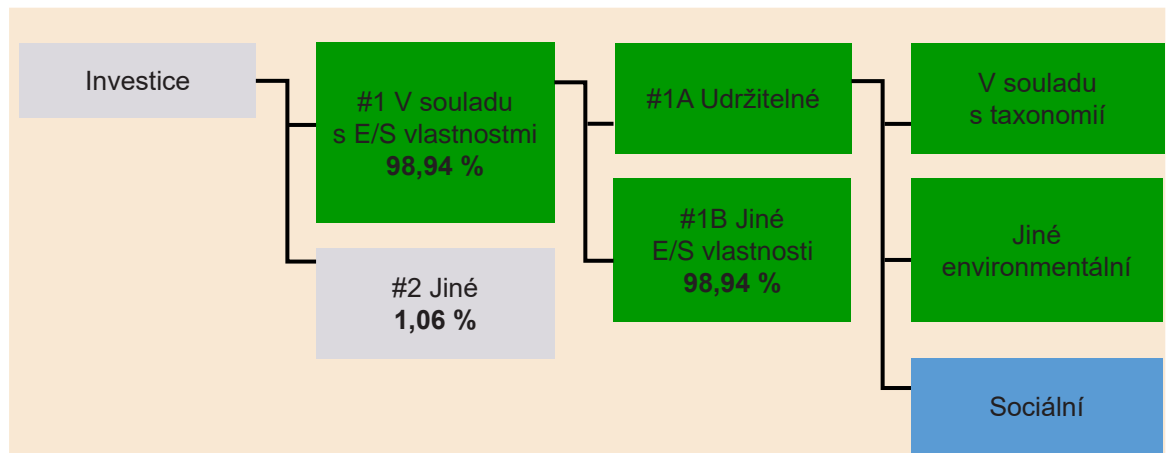 Investice
#1 V souladu
s E/S vlastnostmi
98,94 %
#2 Jiné
1,06 %
#1A Udržitelné
#1B Jiné
E/S vlastnosti
98,94 %
V souladu
s taxonomií
Jiné
environmentální
Sociální